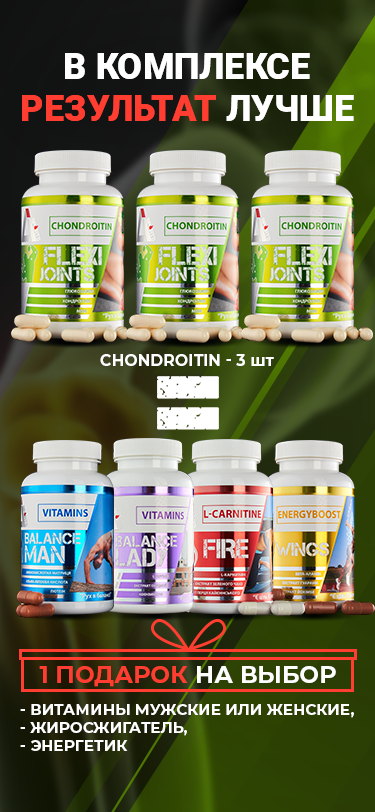 В КОМПЛЕКСЕ
РЕЗУЛЬТАТ ЛУЧШЕ
CHONDROITIN CHONDROITIN CHONDROITIN
FLEXI FLEXI FLEXI
JOINTS JOINTS JOINTS
CHONDROITIN - 3 шт
VITAMINS VITAMINS L-CARNITINE ENERGYBOOST
BALANCE MAN
BALANCE LADY
FIRE
WINGS
1 ПОДАРОК НА ВЫБОР
- ВИТАМИНЫ МУЖСКИЕ ИЛИ ЖЕНСКИЕ,
- ЖИРОСЖИГАТЕЛЬ,
- ЭНЕРГЕТИК